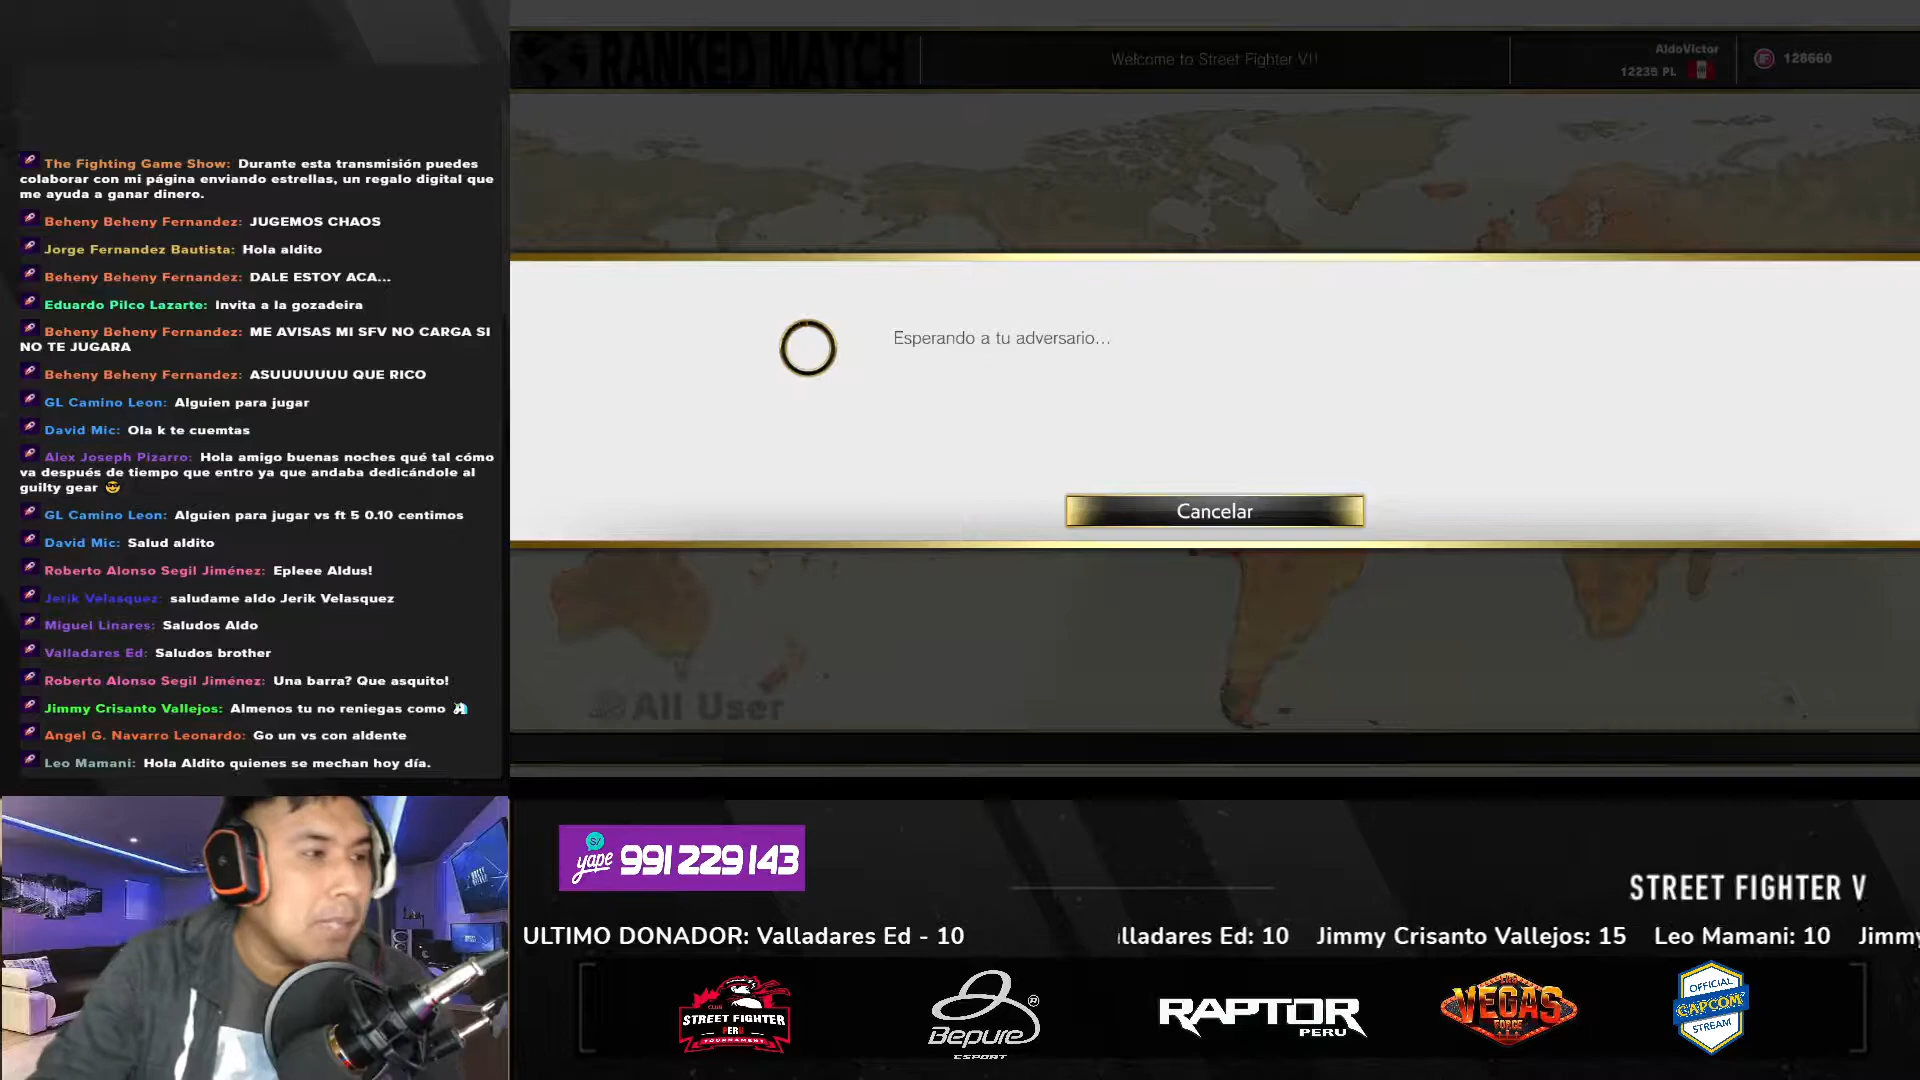 The Fighting Game Show: Durante esta transmisión puedes
colaborar con mi página enviando estrellas, un regalo digital que
me ayuda a ganar dinero.
Beheny Beheny Fernandez: JUGEMOS CHAOS
Jorge Fernandez Bautista: Hola aldito
Beheny Beheny Fernandez: DALE ESTOY ACA...
Eduardo Pilco Lazarte: Invita a la gozadeira
Beheny Beheny Fernandez: ME AVISAS MI SFV NO CARGA SI
NO TE JUGARA
Beheny Beheny Fernandez: ASUUUUUUU QUE RICO
GL Camino Leon: Alguien para jugar
David Mic: Ola k te cuemtas
Alex Joseph Pizarro: Hola amigo buenas noches qué tal cómo
va después de tiempo que entro ya que andaba dedicándole al
guilty gear 😎
GL Camino Leon: Alguien para jugar vs ft 5 0.10 centimos
David Mic: Salud aldito
Roberto Alonso Segil Jiménez: Epleee Aldus!
Jerik Velasquez: saludame aldo Jerik Velasquez
Miguel Linares: Saludos Aldo
Valladares Ed: Saludos brother
Roberto Alonso Segil Jiménez: Una barra? Que asquito!
Jimmy Crisanto Vallejos: Almenos tu no reniegas como 🦄
Angel G. Navarro Leonardo: Go un vs con aldente
Leo Mamani: Hola Aldito quienes se mechan hoy día.
RANKED MATCH
Welcome to Street Fighter V!!
AldoVictor
12235 PL
128660
Esperando a tu adversario...
Cancelar
All User
S/
yape 991 229 143
STREET FIGHTER V
ULTIMO DONADOR: Valladares Ed - 10
lladares Ed: 10 Jimmy Crisanto Vallejos: 15 Leo Mamani: 10 Jimmy
CLUB
STREET FIGHTER
PERU
TOURNAMENT
Bepure ®
ESPORT
RAPTOR
PERU
VEGAS
FORCE
OFFICIAL
CAPCOM
STREAM